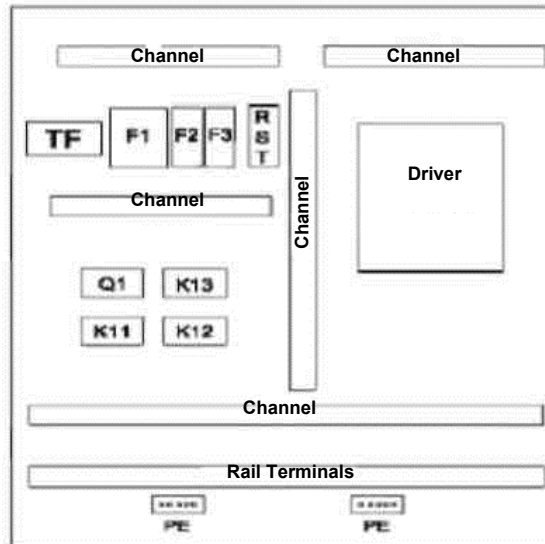 Channel
Channel
TF
F1
F2
F3
R
S
T
Channel
Channel
Driver
Q1
K13
K11
K12
Channel
Rail Terminals
PE
PE